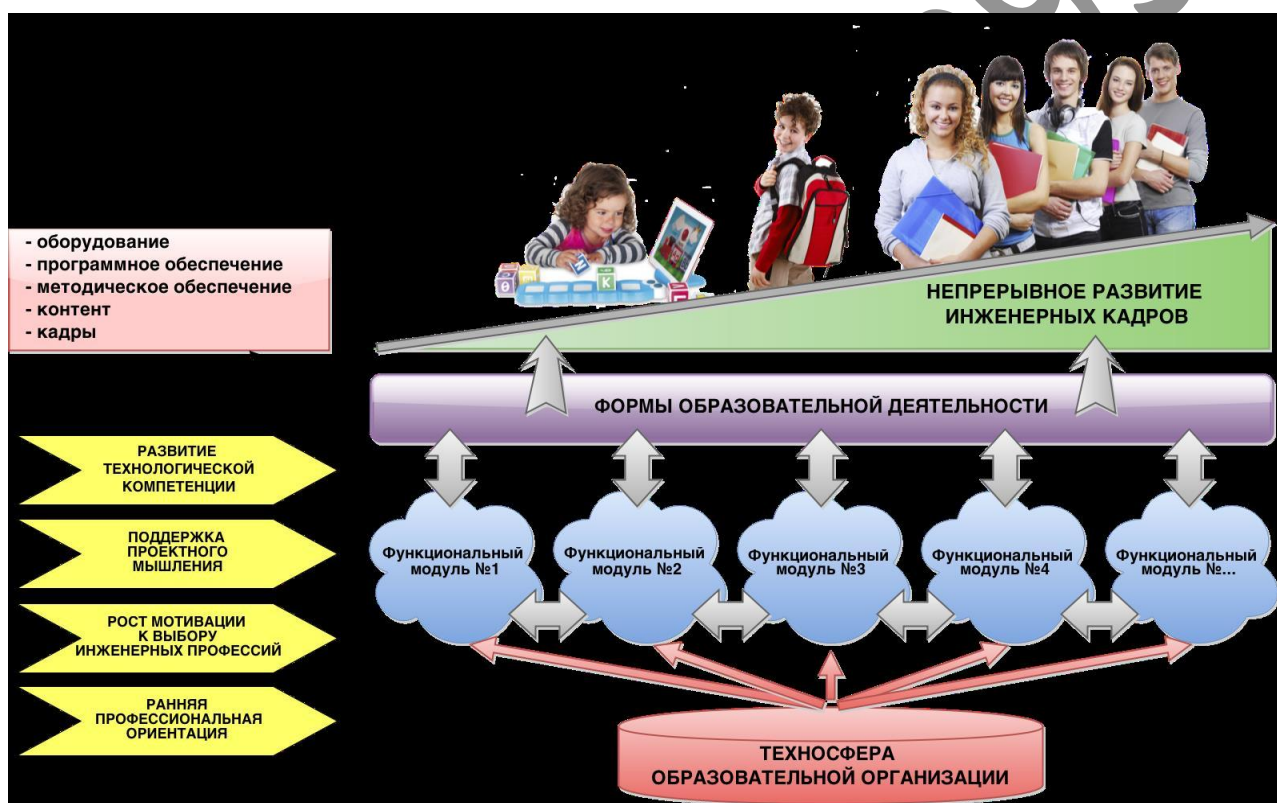 - оборудование
- программное обеспечение
- методическое обеспечение
- контент
- кадры
НЕПРЕРЫВНОЕ РАЗВИТИЕ
ИНЖЕНЕРНЫХ КАДРОВ
ФОРМЫ ОБРАЗОВАТЕЛЬНОЙ ДЕЯТЕЛЬНОСТИ
РАЗВИТИЕ
ТЕХНОЛОГИЧЕСКОЙ
КОМПЕТЕНЦИИ
ПОДДЕРЖКА
ПРОЕКТНОГО
МЫШЛЕНИЯ
РОСТ МОТИВАЦИИ
К ВЫБОРУ
ИНЖЕНЕРНЫХ ПРОФЕССИЙ
РАННЯЯ
ПРОФЕССИОНАЛЬНАЯ
ОРИЕНТАЦИЯ
Функциональный
модуль №1
Функциональный
модуль №2
Функциональный
модуль №3
Функциональный
модуль №4
Функциональный
модуль №...
ТЕХНОСФЕРА
ОБРАЗОВАТЕЛЬНОЙ ОРГАНИЗАЦИИ